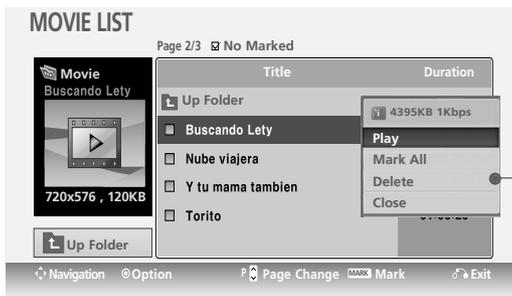 MOVIE LIST
Page 2/3 No Marked
Movie
Buscando Lety
720x576 , 120KB
Up Folder
Title Duration
Up Folder
Buscando Lety
Nube viajera
Y tu mama tambien
Torito
4395KB 1Kbps
Play
Mark All
Delete
Close
Navigation Option P Page Change MARK Mark Exit